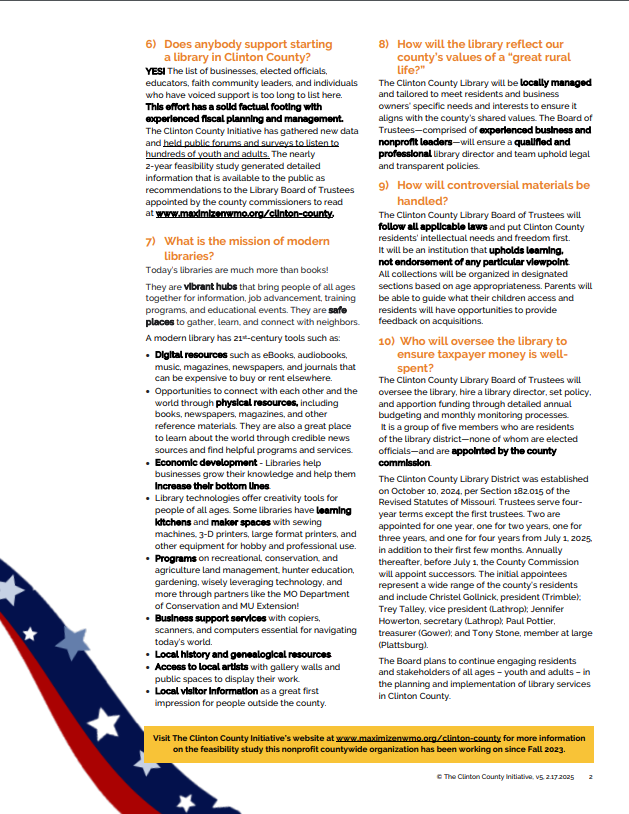 6) Does anybody support starting
a library in Clinton County?
YES! The list of businesses, elected officials,
educators, faith community leaders, and individuals
who have voiced support is too long to list here.
This effort has a solid factual footing with
experienced fiscal planning and management.
The Clinton County Initiative has gathered new data
and held public forums and surveys to listen to
hundreds of youth and adults. The nearly
2-year feasibility study generated detailed
information that is available to the public as
recommendations to the Library Board of Trustees
appointed by the county commissioners to read
at www.maximizenwmo.org/clinton-county.
7) What is the mission of modern
libraries?
Today's libraries are much more than books!
They are vibrant hubs that bring people of all ages
together for information, job advancement, training
programs, and educational events. They are safe
places to gather, learn, and connect with neighbors.
A modern library has 21st-century tools such as:
• Digital resources such as eBooks, audiobooks,
music, magazines, newspapers, and journals that
can be expensive to buy or rent elsewhere.
• Opportunities to connect with each other and the
world through physical resources, including
books, newspapers, magazines, and other
reference materials. They are also a great place
to learn about the world through credible news
sources and find helpful programs and services.
• Economic development - Libraries help
businesses grow their knowledge and help them
increase their bottom lines.
• Library technologies offer creativity tools for
people of all ages. Some libraries have learning
kitchens and maker spaces with sewing
machines, 3-D printers, large format printers, and
other equipment for hobby and professional use.
• Programs on recreational, conservation, and
agriculture land management, hunter education,
gardening, wisely leveraging technology, and
more through partners like the MO Department
of Conservation and MU Extension!
• Business support services with copiers,
scanners, and computers essential for navigating
today's world.
• Local history and genealogical resources.
• Access to local artists with gallery walls and
public spaces to display their work.
• Local visitor information as a great first
impression for people outside the county.
8) How will the library reflect our
county's values of a "great rural
life?"
The Clinton County Library will be locally managed
and tailored to meet residents and business
owners' specific needs and interests to ensure it
aligns with the county's shared values. The Board of
Trustees—comprised of experienced business and
nonprofit leaders—will ensure a qualified and
professional library director and team uphold legal
and transparent policies.
9) How will controversial materials be
handled?
The Clinton County Library Board of Trustees will
follow all applicable laws and put Clinton County
residents' intellectual needs and freedom first.
It will be an institution that upholds learning,
not endorsement of any particular viewpoint.
All collections will be organized in designated
sections based on age appropriateness. Parents will
be able to guide what their children access and
residents will have opportunities to provide
feedback on acquisitions.
10) Who will oversee the library to
ensure taxpayer money is well-
spent?
The Clinton County Library Board of Trustees will
oversee the library, hire a library director, set policy,
and apportion funding through detailed annual
budgeting and monthly monitoring processes.
It is a group of five members who are residents
of the library district—none of whom are elected
officials—and are appointed by the county
commission.
The Clinton County Library District was established
on October 10, 2024, per Section 182.015 of the
Revised Statutes of Missouri. Trustees serve four-
year terms except the first trustees. Two are
appointed for one year, one for two years, one for
three years, and one for four years from July 1, 2025,
in addition to their first few months. Annually
thereafter, before July 1, the County Commission
will appoint successors. The initial appointees
represent a wide range of the county's residents
and include Christel Gollnick, president (Trimble);
Trey Talley, vice president (Lathrop); Jennifer
Howerton, secretary (Lathrop); Paul Pottier,
treasurer (Gower); and Tony Stone, member at large
(Plattsburg).
The Board plans to continue engaging residents
and stakeholders of all ages – youth and adults – in
the planning and implementation of library services
in Clinton County.
Visit The Clinton County Initiative's website at www.maximizenwmo.org/clinton-county for more information
on the feasibility study this nonprofit countywide organization has been working on since Fall 2023.
© The Clinton County Initiative, v5, 2.17.2025 2